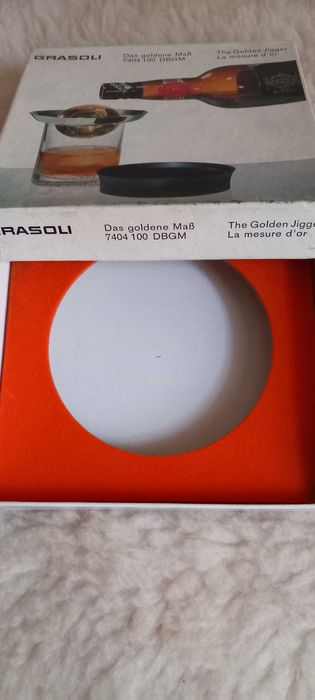 GRASOLI
Das goldene Maß
7404 100 DBGM
The Golden Jigger
La mesure d'or
GRASOLI
Das goldene Maß
7404 100 DBGM
The Golden Jigge
La mesure d'or